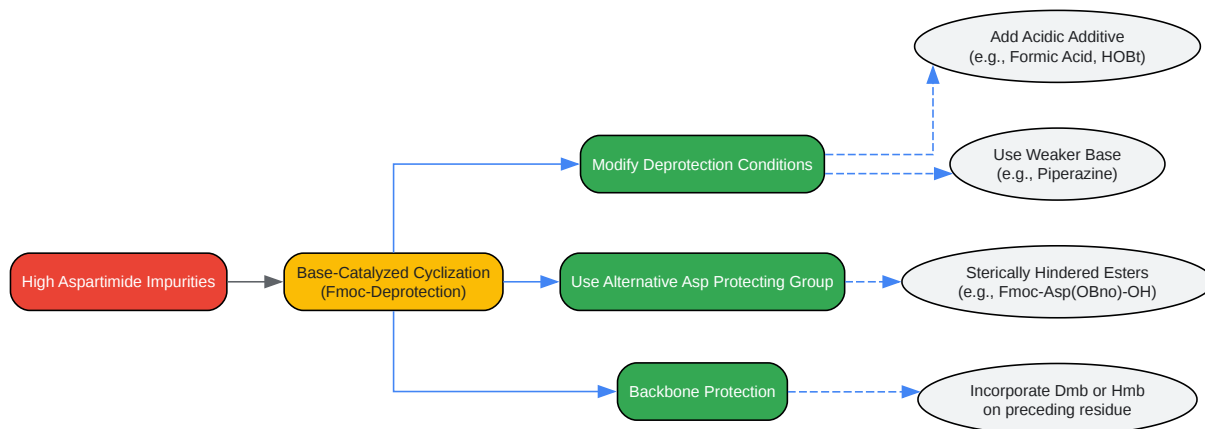 High Aspartimide Impurities
Base-Catalyzed Cyclization
(Fmoc-Deprotection)
Modify Deprotection Conditions
Add Acidic Additive
(e.g., Formic Acid, HOBt)
Use Weaker Base
(e.g., Piperazine)
Use Alternative Asp Protecting Group
Sterically Hindered Esters
(e.g., Fmoc-Asp(OBno)-OH)
Backbone Protection
Incorporate Dmb or Hmb
on preceding residue